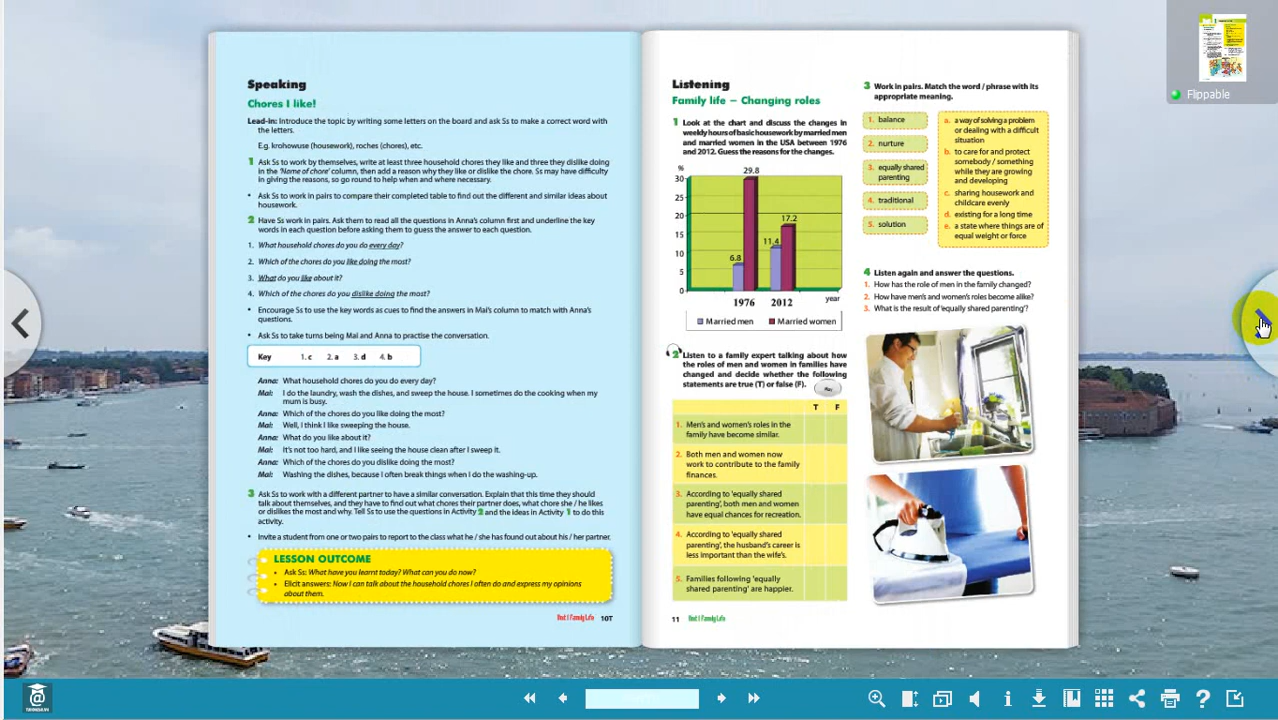 Speaking
Chores I like!
Lead-in: Introduce the topic by writing some letters on the board and ask Ss to make a correct word with
the letters.
E.g. krohowuse (housework), roches (chores), etc.
1 Ask Ss to work by themselves, write at least three household chores they like and three they dislike doing
in the 'Name of chore' column, then add a reason why they like or dislike the chore. Ss may have difficulty
in giving the reasons, so go round to help when and where necessary.
• Ask Ss to work in pairs to compare their completed table to find out the different and similar ideas about
housework.
2 Have Ss work in pairs. Ask them to read all the questions in Anna's column first and underline the key
words in each question before asking them to guess the answer to each question.
1. What household chores do you do every day?
2. Which of the chores do you like doing the most?
3. What do you like about it?
4. Which of the chores do you dislike doing the most?
• Encourage Ss to use the key words as cues to find the answers in Mai's column to match with Anna's
questions.
• Ask Ss to take turns being Mai and Anna to practise the conversation.
Key 1. c 2. a 3. d 4. b
Anna: What household chores do you do every day?
Mai: I do the laundry, wash the dishes, and sweep the house. I sometimes do the cooking when my
mum is busy.
Anna: Which of the chores do you like doing the most?
Mai: Well, I think I like sweeping the house.
Anna: What do you like about it?
Mai: It's not too hard, and I like seeing the house clean after I sweep it.
Anna: Which of the chores do you dislike doing the most?
Mai: Washing the dishes, because I often break things when I do the washing-up.
3 Ask Ss to work with a different partner to have a similar conversation. Explain that this time they should
talk about themselves, and they have to find out what chores their partner does, what chore she / he likes
or dislikes the most and why. Tell Ss to use the questions in Activity 2 and the ideas in Activity 1 to do this
activity.
• Invite a student from one or two pairs to report to the class what he / she has found out about his / her partner.
LESSON OUTCOME
• Ask Ss: What have you learnt today? What can you do now?
• Elicit answers: Now I can talk about the household chores I often do and express my opinions
about them.
Unit 1 Family Life 10T
Listening
Family life – Changing roles
1 Look at the chart and discuss the changes in
weekly hours of basic housework by married men
and married women in the USA between 1976
and 2012. Guess the reasons for the changes.
%
30
25
20
15
10
5
0
29.8
17.2
11.4
6.8
1976 2012 year
Married men Married women
2 Listen to a family expert talking about how
the roles of men and women in families have
changed and decide whether the following
statements are true (T) or false (F).
Key
T F
1. Men's and women's roles in the
family have become similar.
2. Both men and women now
work to contribute to the family
finances.
3. According to 'equally shared
parenting', both men and women
have equal chances for recreation.
4. According to 'equally shared
parenting', the husband's career is
less important than the wife's.
5. Families following 'equally
shared parenting' are happier.
11 Unit 1 Family Life
3 Work in pairs. Match the word / phrase with its
appropriate meaning.
1. balance
2. nurture
3. equally shared
parenting
4. traditional
5. solution
a. a way of solving a problem
or dealing with a difficult
situation
b. to care for and protect
somebody / something
while they are growing
and developing
c. sharing housework and
childcare evenly
d. existing for a long time
e. a state where things are of
equal weight or force
4 Listen again and answer the questions.
1. How has the role of men in the family changed?
2. How have men's and women's roles become alike?
3. What is the result of 'equally shared parenting'?
Flippable